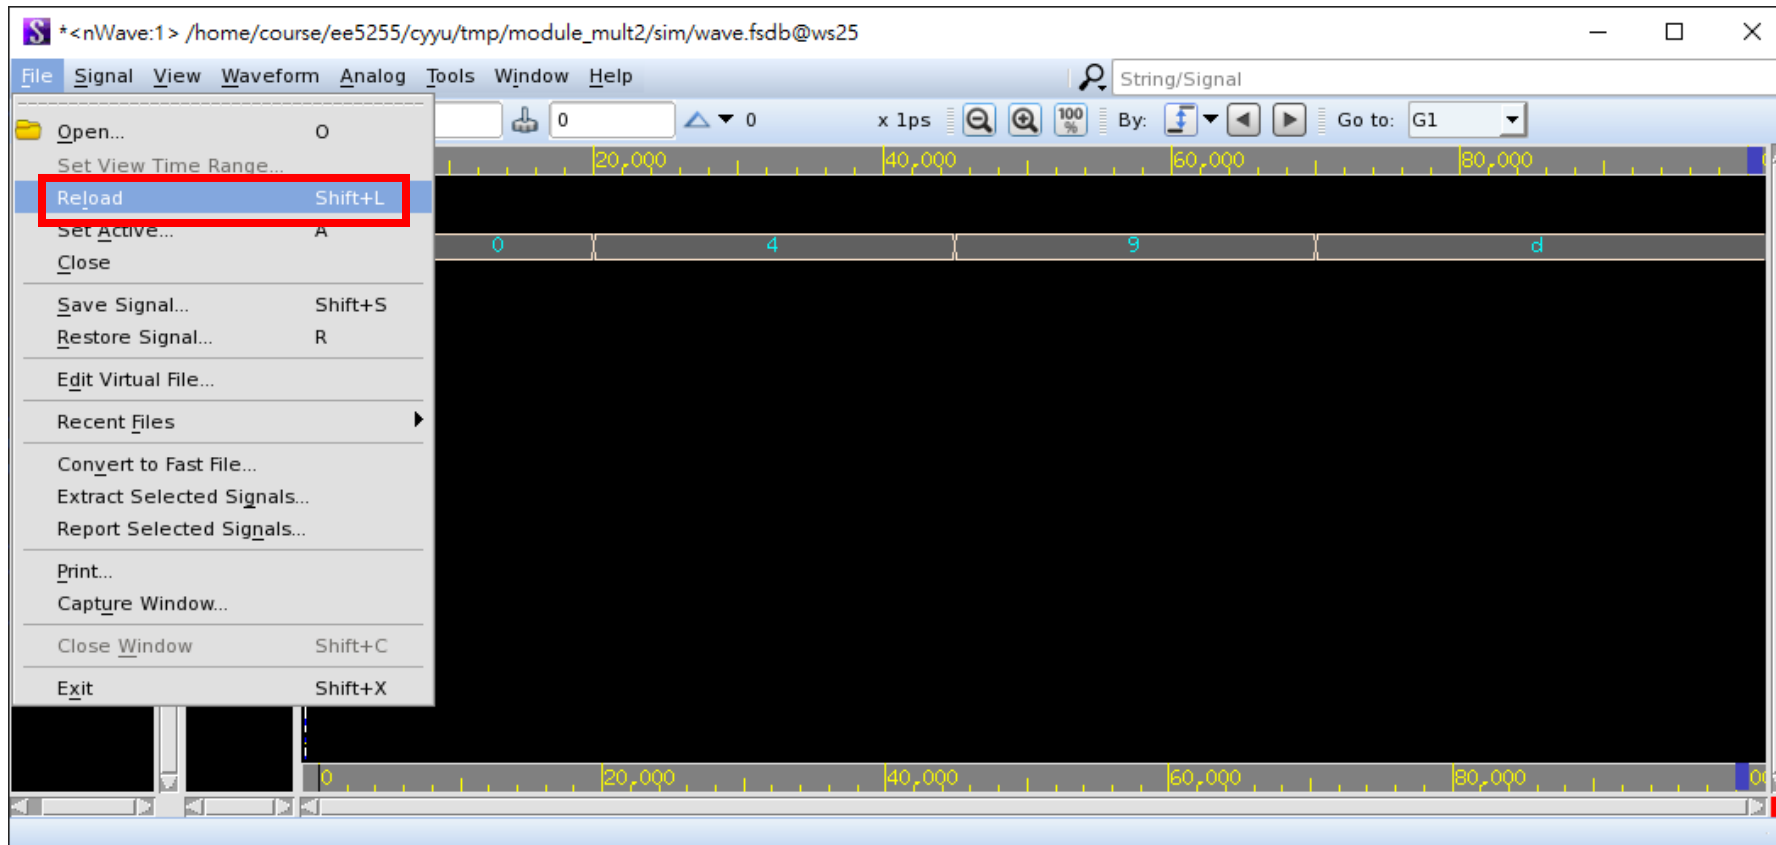 *<nWave:1> /home/course/ee5255/cyyu/tmp/module_mult2/sim/wave.fsdb@ws25
File Signal View Waveform Analog Tools Window Help String/Signal
0 0 x 1ps 100% By: Go to: G1
Open... O
Set View Time Range...
Reload Shift+L
Set Active... A
Close
Save Signal... Shift+S
Restore Signal... R
Edit Virtual File...
Recent Files
Convert to Fast File...
Extract Selected Signals...
Report Selected Signals...
Print...
Capture Window...
Close Window Shift+C
Exit Shift+X
20,000 40,000 60,000 80,000
0 4 9 d
0 20,000 40,000 60,000 80,000